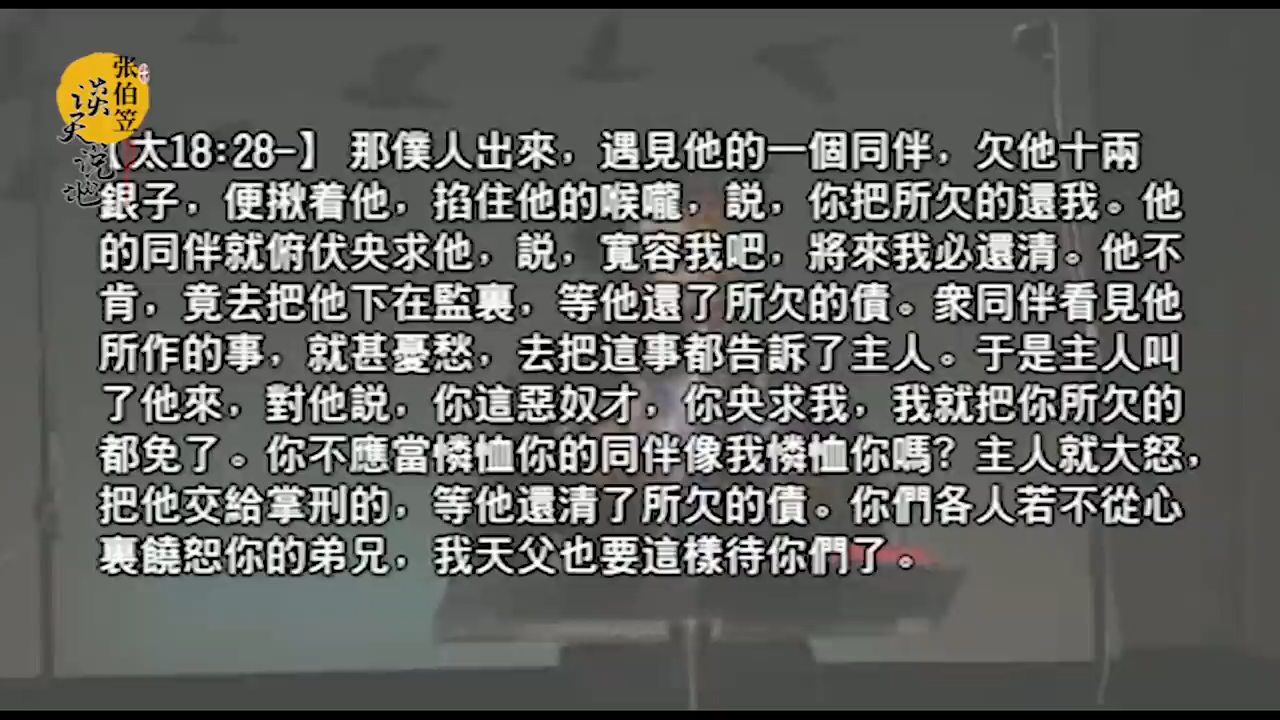 张伯笠
谈天说地
【太18:28-】 那僕人出來，遇見他的一個同伴，欠他十兩
銀子，便揪着他，掐住他的喉嚨，説，你把所欠的還我。他
的同伴就俯伏央求他，説，寬容我吧，將來我必還清。他不
肯，竟去把他下在監裏，等他還了所欠的債。衆同伴看見他
所作的事，就甚憂愁，去把這事都告訴了主人。于是主人叫
了他來，對他説，你這惡奴才，你央求我，我就把你所欠的
都免了。你不應當憐恤你的同伴像我憐恤你嗎？主人就大怒，
把他交給掌刑的，等他還清了所欠的債。你們各人若不從心
裏饒恕你的弟兄，我天父也要這樣待你們了。